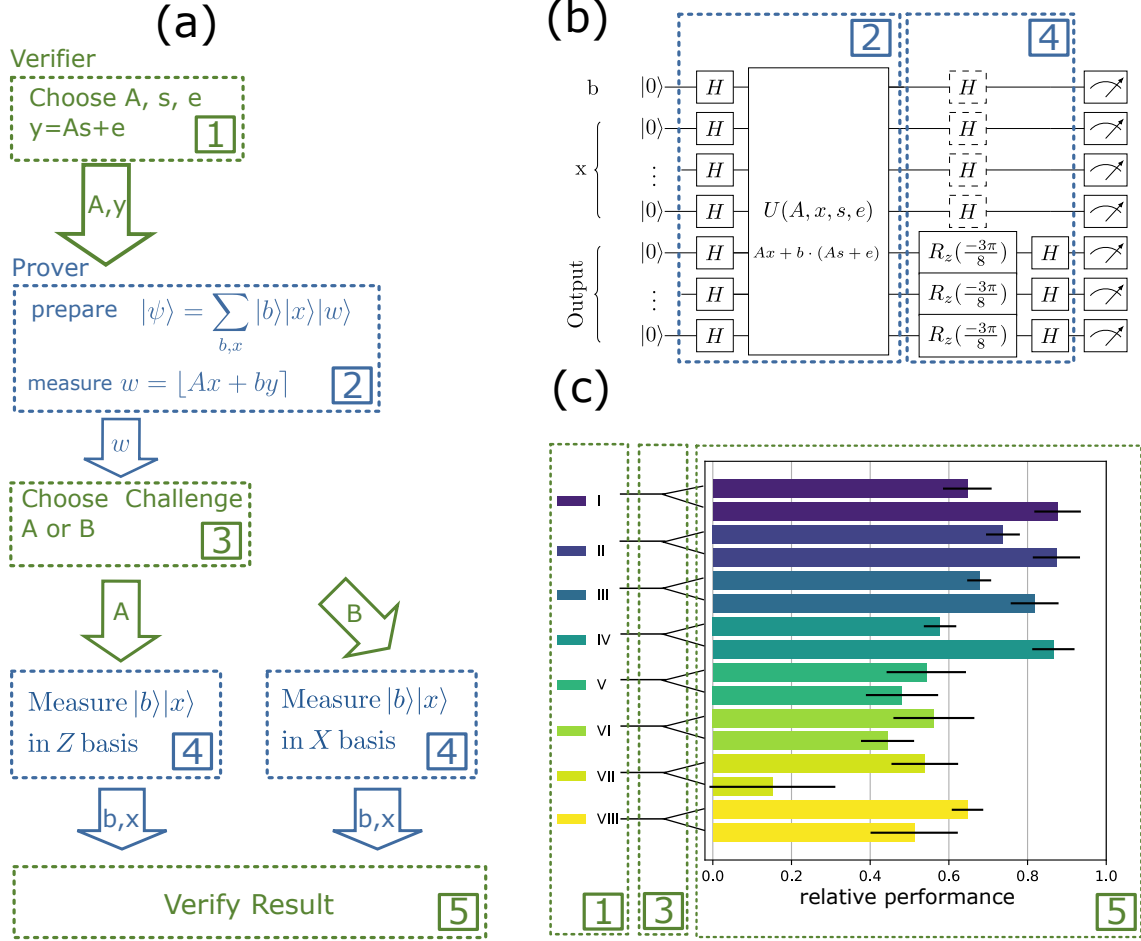 (a)
Verifier
Choose A, s, e
y=As+e
1
A,y
Prover
prepare |ψ⟩ = ∑ |b⟩|x⟩|w⟩
b,x
measure w = ⌊Ax + by⌉
2
w
Choose Challenge
A or B
3
A
B
Measure |b⟩|x⟩
in Z basis
4
Measure |b⟩|x⟩
in X basis
4
b,x
b,x
Verify Result
5
(b)
2
4
b |0⟩ H H
|0⟩ H H
x ⋮ H H
|0⟩ H H
U(A, x, s, e)
|0⟩ H Ax + b · (As + e) Rz(-3π/8) H
Output ⋮ H Rz(-3π/8) H
|0⟩ H Rz(-3π/8) H
(c)
I
II
III
IV
V
VI
VII
VIII
0.0 0.2 0.4 0.6 0.8 1.0
relative performance
1
3
5